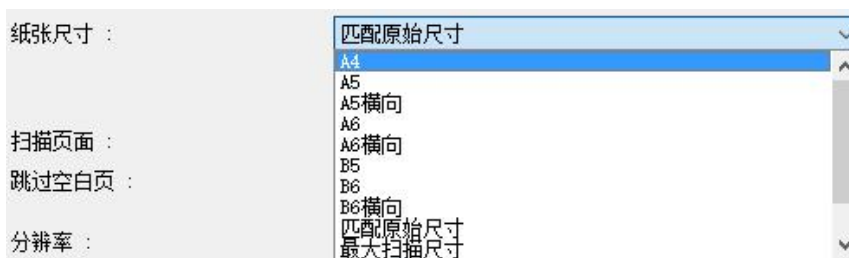 纸张尺寸：
匹配原始尺寸
A4
A5
A5横向
A6
A6横向
B5
B6
B6横向
匹配原始尺寸
最大扫描尺寸
扫描页面：
跳过空白页：
分辨率：